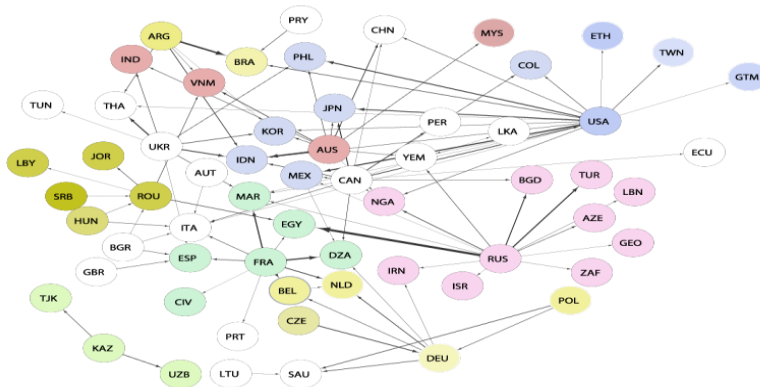 PRY
ARG
CHN
MYS
ETH
BRA
PHL
IND
COL
TWN
VNM
GTM
TUN
THA
JPN
PER
USA
KOR
LKA
UKR
AUS
JOR
IDN
YEM
ECU
LBY
AUT
MEX
CAN
SRB
ROU
MAR
NGA
BGD
TUR
LBN
HUN
ITA
EGY
AZE
BGR
ESP
FRA
DZA
RUS
GEO
GBR
IRN
ISR
ZAF
TJK
CIV
BEL
NLD
POL
CZE
KAZ
PRT
DEU
UZB
LTU
SAU